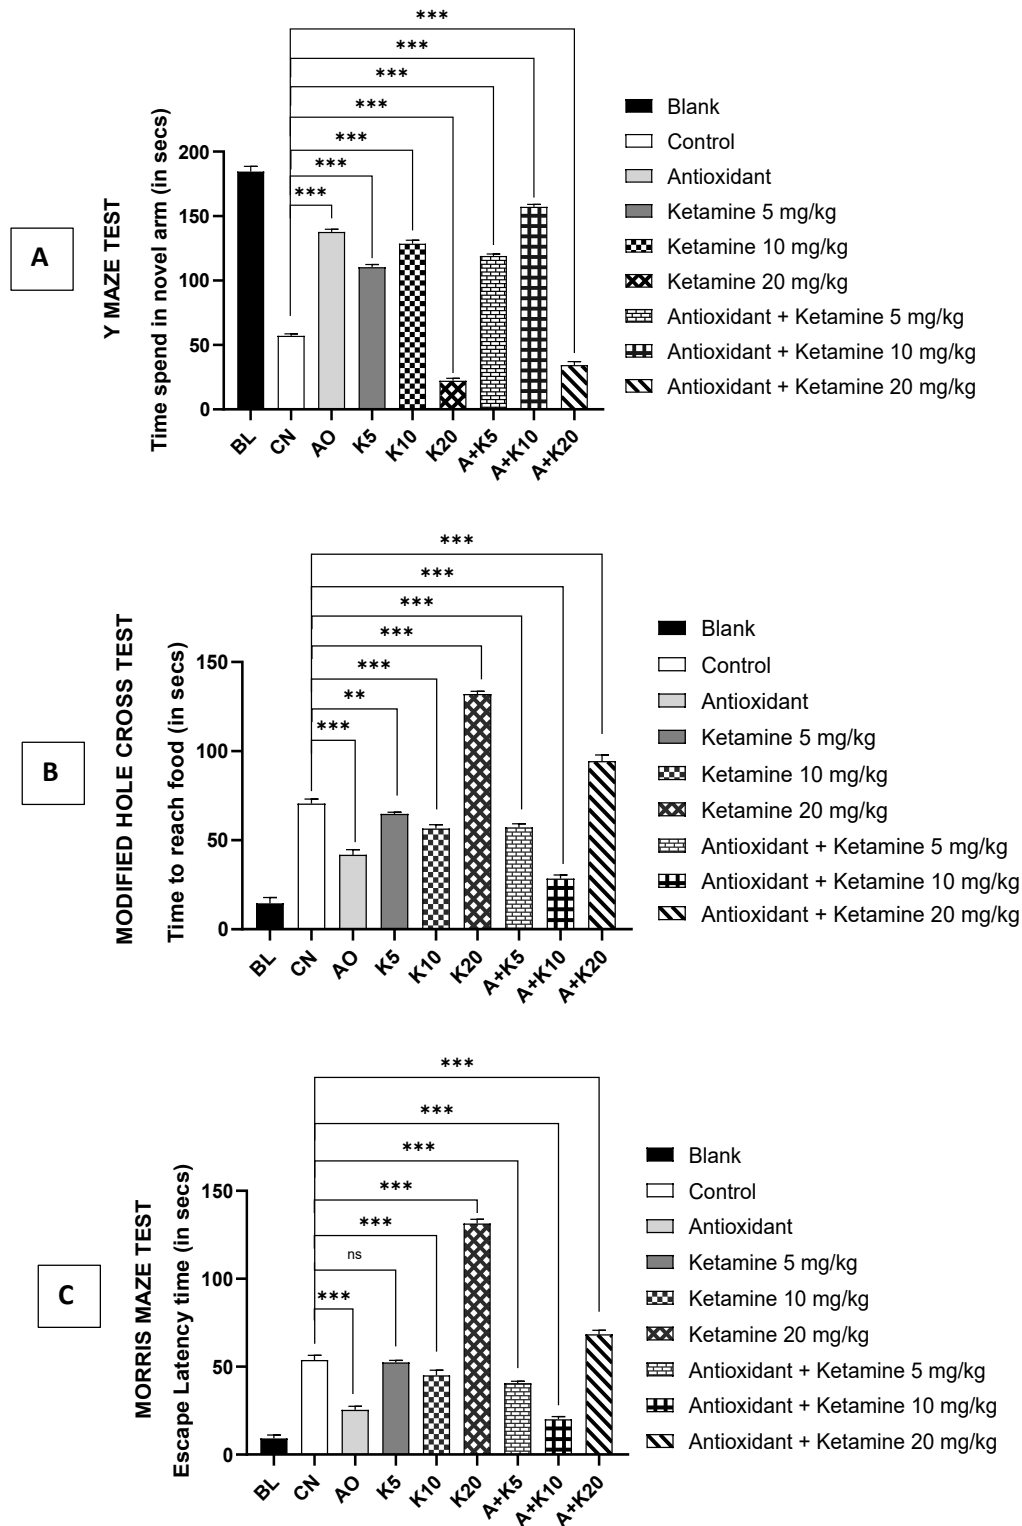 A
Y MAZE TEST
Time spend in novel arm (in secs)
***
***
***
***
***
***
***
200
150
100
50
0
BL
CN
AO
K5
K10
K20
A+K5
A+K10
A+K20
Blank
Control
Antioxidant
Ketamine 5 mg/kg
Ketamine 10 mg/kg
Ketamine 20 mg/kg
Antioxidant + Ketamine 5 mg/kg
Antioxidant + Ketamine 10 mg/kg
Antioxidant + Ketamine 20 mg/kg
B
MODIFIED HOLE CROSS TEST
Time to reach food (in secs)
***
***
***
***
***
**
***
150
100
50
0
BL
CN
AO
K5
K10
K20
A+K5
A+K10
A+K20
Blank
Control
Antioxidant
Ketamine 5 mg/kg
Ketamine 10 mg/kg
Ketamine 20 mg/kg
Antioxidant + Ketamine 5 mg/kg
Antioxidant + Ketamine 10 mg/kg
Antioxidant + Ketamine 20 mg/kg
C
MORRIS MAZE TEST
Escape Latency time (in secs)
***
***
***
***
***
ns
***
150
100
50
0
BL
CN
AO
K5
K10
K20
A+K5
A+K10
A+K20
Blank
Control
Antioxidant
Ketamine 5 mg/kg
Ketamine 10 mg/kg
Ketamine 20 mg/kg
Antioxidant + Ketamine 5 mg/kg
Antioxidant + Ketamine 10 mg/kg
Antioxidant + Ketamine 20 mg/kg